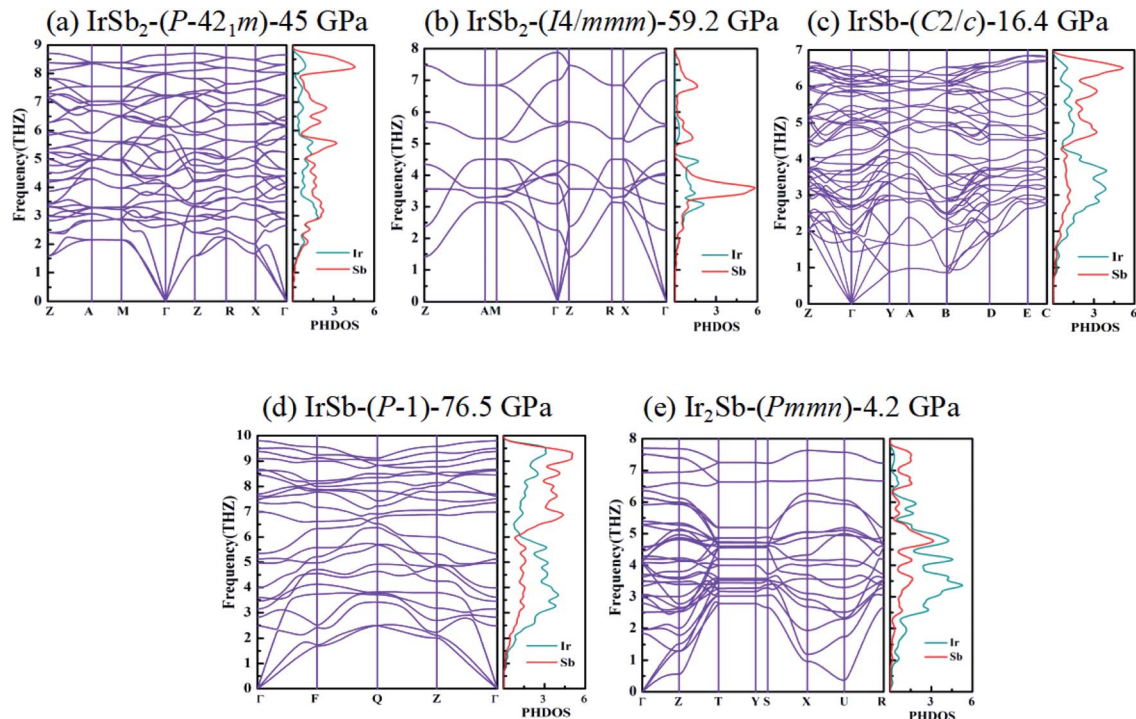 (a) IrSb₂-(P-42₁m)-45 GPa
(b) IrSb₂-(I4/mmm)-59.2 GPa
(c) IrSb-(C2/c)-16.4 GPa
Frequency(THZ)
9
8
7
6
5
4
3
2
1
0
Z A M Γ Z R X Γ
Ir
Sb
3 6
PHDOS
Frequency(THZ)
8
7
6
5
4
3
2
1
0
Z A M Γ Z R X Γ
Ir
Sb
3 6
PHDOS
Frequency(THZ)
7
6
5
4
3
2
1
0
Z Γ Y A B D E C
Ir
Sb
0 3 6
PHDOS
(d) IrSb-(P-1)-76.5 GPa
(e) Ir₂Sb-(Pmmn)-4.2 GPa
Frequency(THZ)
10
9
8
7
6
5
4
3
2
1
0
Γ F Q Z Γ
Ir
Sb
3 6
PHDOS
Frequency(THZ)
8
7
6
5
4
3
2
1
0
Γ Z T Y S X U R
Ir
Sb
0 3 6
PHDOS